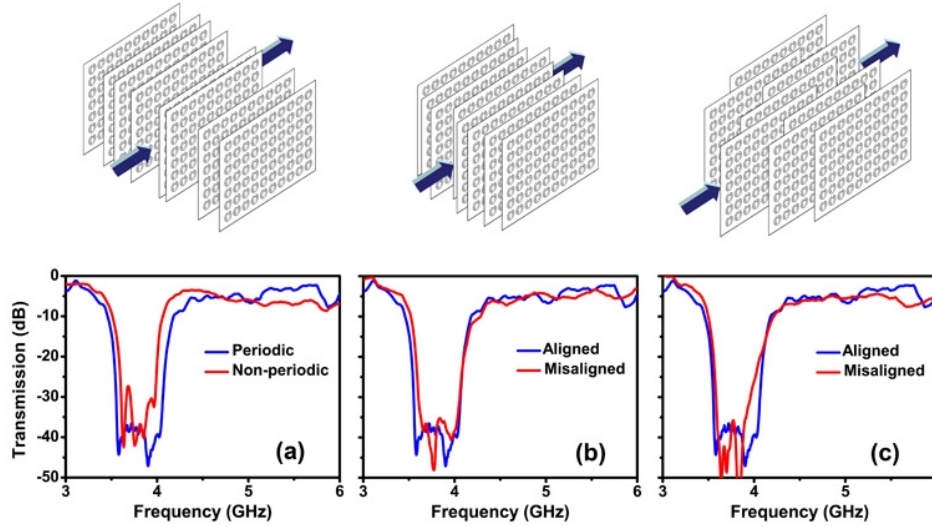 Transmission (dB)
0
-10
-20
-30
-40
-50
Periodic
Non-periodic
(a)
3 4 5 6
Frequency (GHz)
Aligned
Misaligned
(b)
3 4 5 6
Frequency (GHz)
Aligned
Misaligned
(c)
3 4 5
Frequency (GHz)